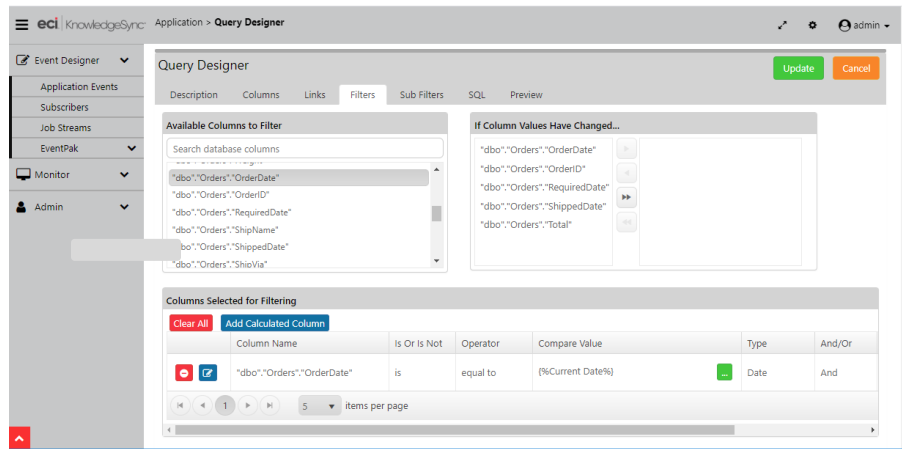 eci KnowledgeSync
Application > Query Designer
admin
Event Designer
Application Events
Subscribers
Job Streams
EventPak
Monitor
Admin
Query Designer
Update
Cancel
Description
Columns
Links
Filters
Sub Filters
SQL
Preview
Available Columns to Filter
Search database columns
"dbo"."Orders"."OrderDate"
"dbo"."Orders"."OrderID"
"dbo"."Orders"."RequiredDate"
"dbo"."Orders"."ShipName"
"dbo"."Orders"."ShippedDate"
"dbo"."Orders"."ShipVia"
If Column Values Have Changed...
"dbo"."Orders"."OrderDate"
"dbo"."Orders"."OrderID"
"dbo"."Orders"."RequiredDate"
"dbo"."Orders"."ShippedDate"
"dbo"."Orders"."Total"
Columns Selected for Filtering
Clear All
Add Calculated Column
Column Name
Is Or Is Not
Operator
Compare Value
Type
And/Or
"dbo"."Orders"."OrderDate"
is
equal to
{%Current Date%}
...
Date
And
1
5
items per page